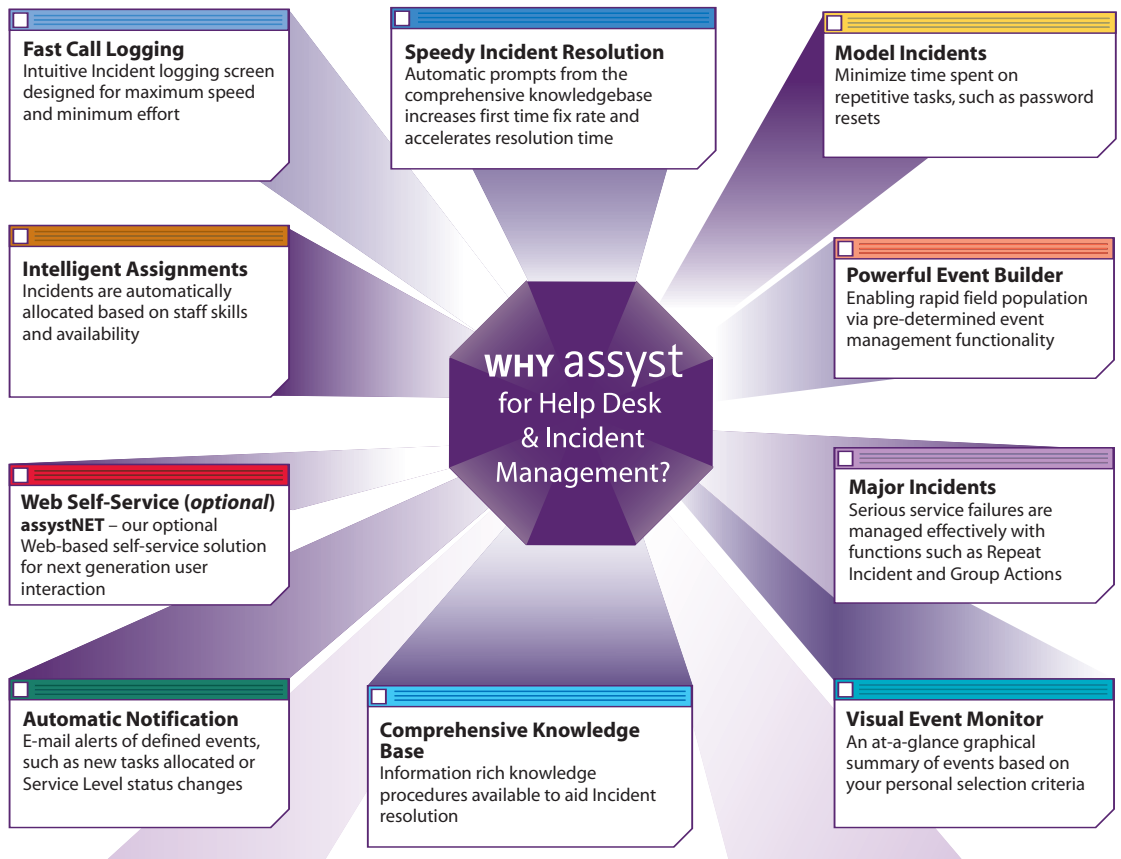 Fast Call Logging
Intuitive Incident logging screen
designed for maximum speed
and minimum effort
Speedy Incident Resolution
Automatic prompts from the
comprehensive knowledgebase
increases first time fix rate and
accelerates resolution time
Model Incidents
Minimize time spent on
repetitive tasks, such as password
resets
Intelligent Assignments
Incidents are automatically
allocated based on staff skills
and availability
WHY assyst
for Help Desk
& Incident
Management?
Powerful Event Builder
Enabling rapid field population
via pre-determined event
management functionality
Web Self-Service (optional)
assystNET – our optional
Web-based self-service solution
for next generation user
interaction
Major Incidents
Serious service failures are
managed effectively with
functions such as Repeat
Incident and Group Actions
Automatic Notification
E-mail alerts of defined events,
such as new tasks allocated or
Service Level status changes
Comprehensive Knowledge
Base
Information rich knowledge
procedures available to aid Incident
resolution
Visual Event Monitor
An at-a-glance graphical
summary of events based on
your personal selection criteria